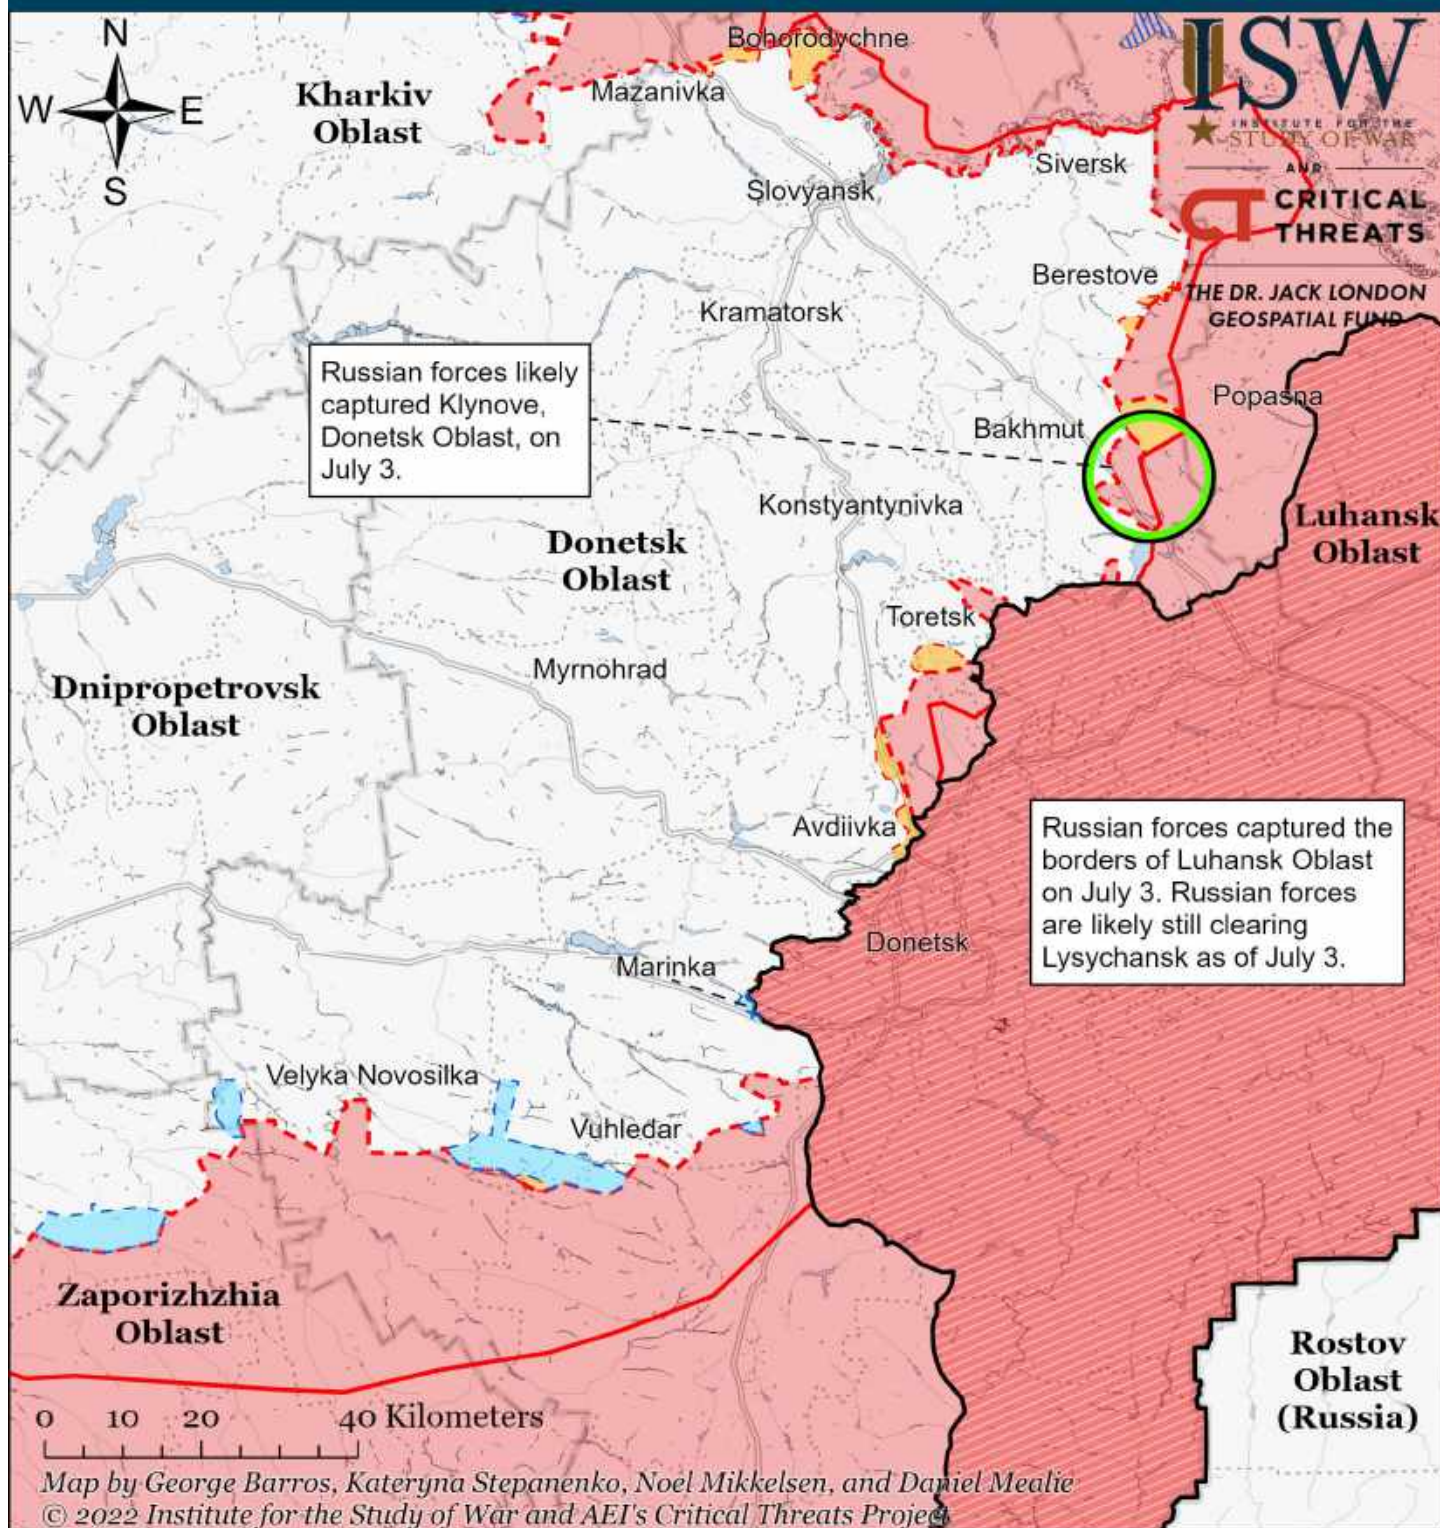 N
W
E
S
Kharkiv
Oblast
Bohorodychne
Mazanivka
ISW
INSTITUTE FOR THE
STUDY OF WAR
AND
CRITICAL
THREATS
THE DR. JACK LONDON
GEOSPATIAL FUND
Siversk
Slovyansk
Berestove
Kramatorsk
Russian forces likely
captured Klynove,
Donetsk Oblast, on
July 3.
Popasna
Bakhmut
Konstyantynivka
Luhansk
Oblast
Donetsk
Oblast
Toretsk
Myrnohrad
Dnipropetrovsk
Oblast
Avdiivka
Russian forces captured the
borders of Luhansk Oblast
on July 3. Russian forces
are likely still clearing
Lysychansk as of July 3.
Donetsk
Marinka
Velyka Novosilka
Vuhledar
Zaporizhzhia
Oblast
Rostov
Oblast
(Russia)
0 10 20 40 Kilometers
Map by George Barros, Kateryna Stepanenko, Noel Mikkelsen, and Daniel Mealie
© 2022 Institute for the Study of War and AEI's Critical Threats Project